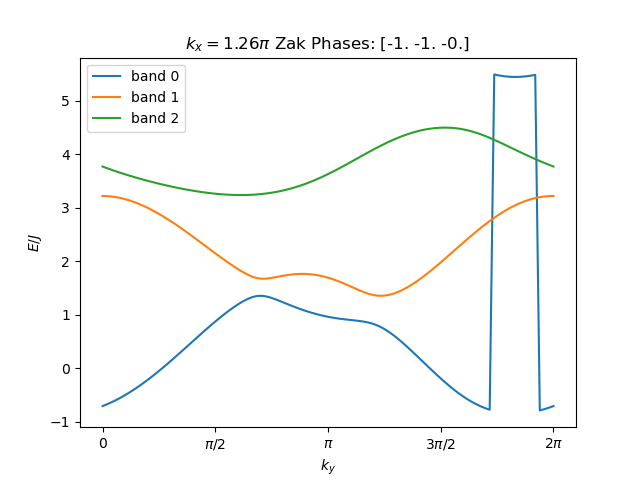 $k_x = 1.26\pi$ Zak Phases: [-1. -1. -0.]
band 0
band 1
band 2
5
4
3
2
1
0
−1
E/J
0 π/2 π 3π/2 2π
$k_y$